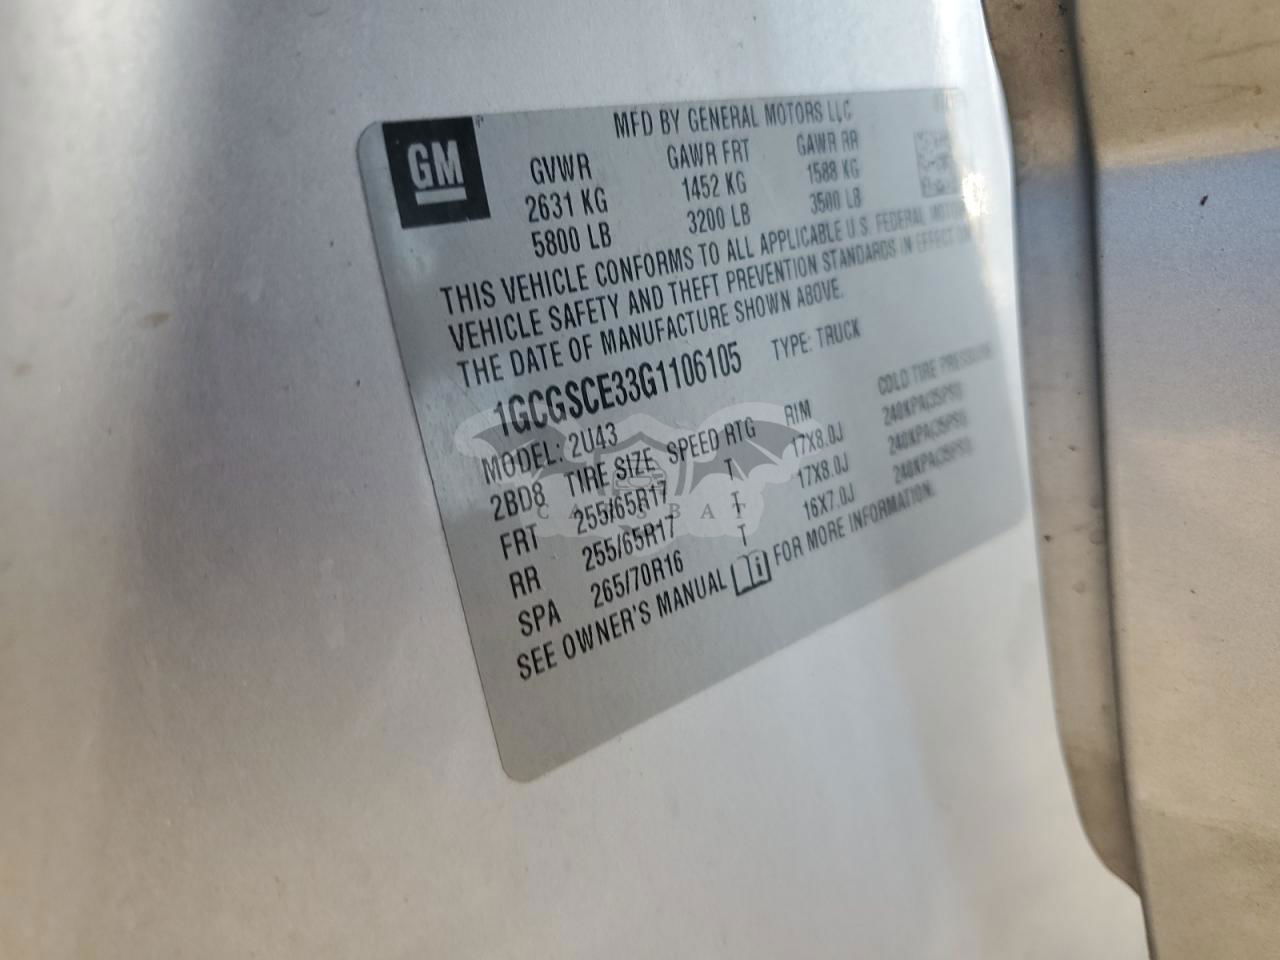 MFD BY GENERAL MOTORS LLC
GM
GVWR GAWR FRT GAWR RR
2631 KG 1452 KG 1588 KG
5800 LB 3200 LB 3500 LB
THIS VEHICLE CONFORMS TO ALL APPLICABLE U.S. FEDERAL MOTOR
VEHICLE SAFETY AND THEFT PREVENTION STANDARDS IN EFFECT ON
THE DATE OF MANUFACTURE SHOWN ABOVE.
1GCGSCE33G1106105 TYPE: TRUCK
MODEL: 2U43
2BD8 TIRE SIZE SPEED RTG RIM COLD TIRE PRESSURE
FRT 255/65R17 T 17X8.0J 240KPA(35PSI)
RR 255/65R17 T 17X8.0J 240KPA(35PSI)
SPA 265/70R16 T 16X7.0J 240KPA(35PSI)
SEE OWNER'S MANUAL FOR MORE INFORMATION.
CARSBAT